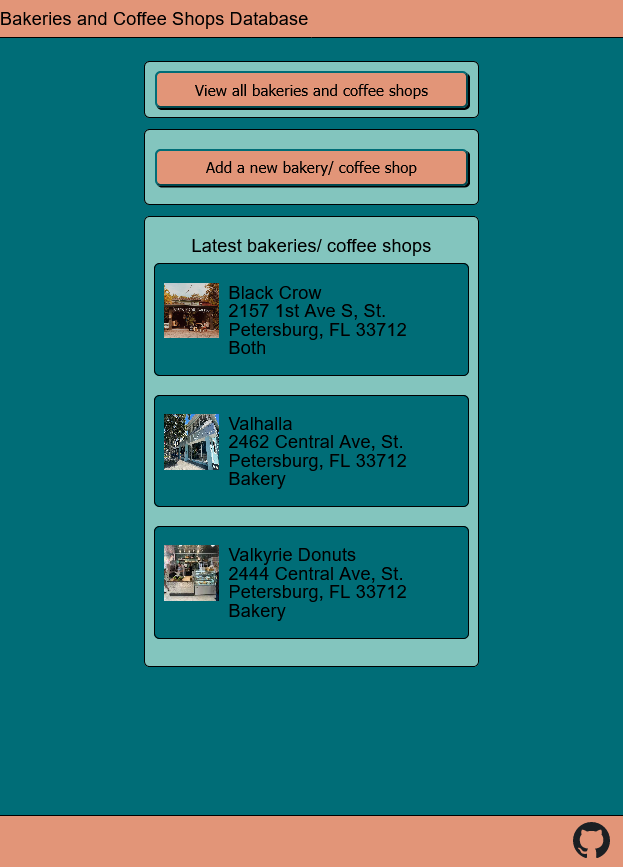 Bakeries and Coffee Shops Database
View all bakeries and coffee shops
Add a new bakery/ coffee shop
Latest bakeries/ coffee shops
Black Crow
2157 1st Ave S, St.
Petersburg, FL 33712
Both
Valhalla
2462 Central Ave, St.
Petersburg, FL 33712
Bakery
Valkyrie Donuts
2444 Central Ave, St.
Petersburg, FL 33712
Bakery